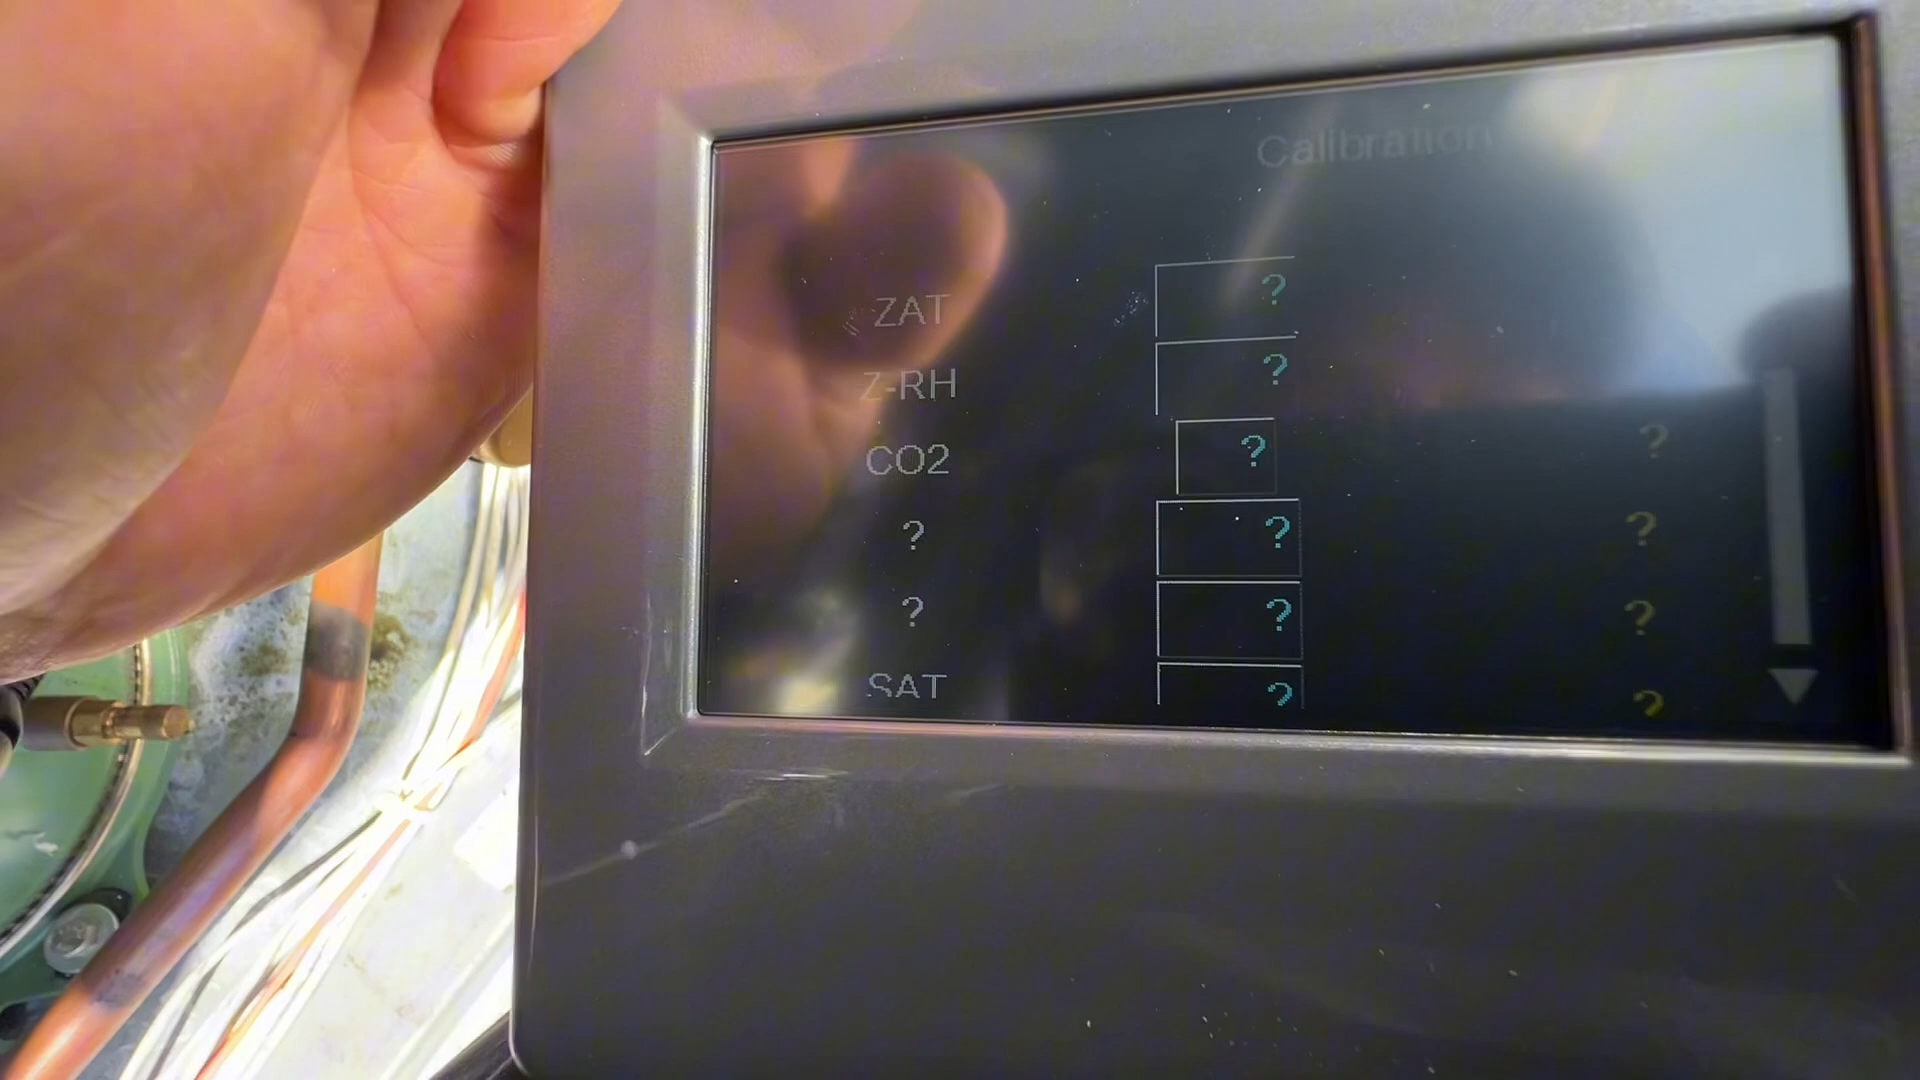 Calibration
ZAT ?
Z-RH ?
CO2 ? ?
? ? ?
? ? ?
SAT ? ?